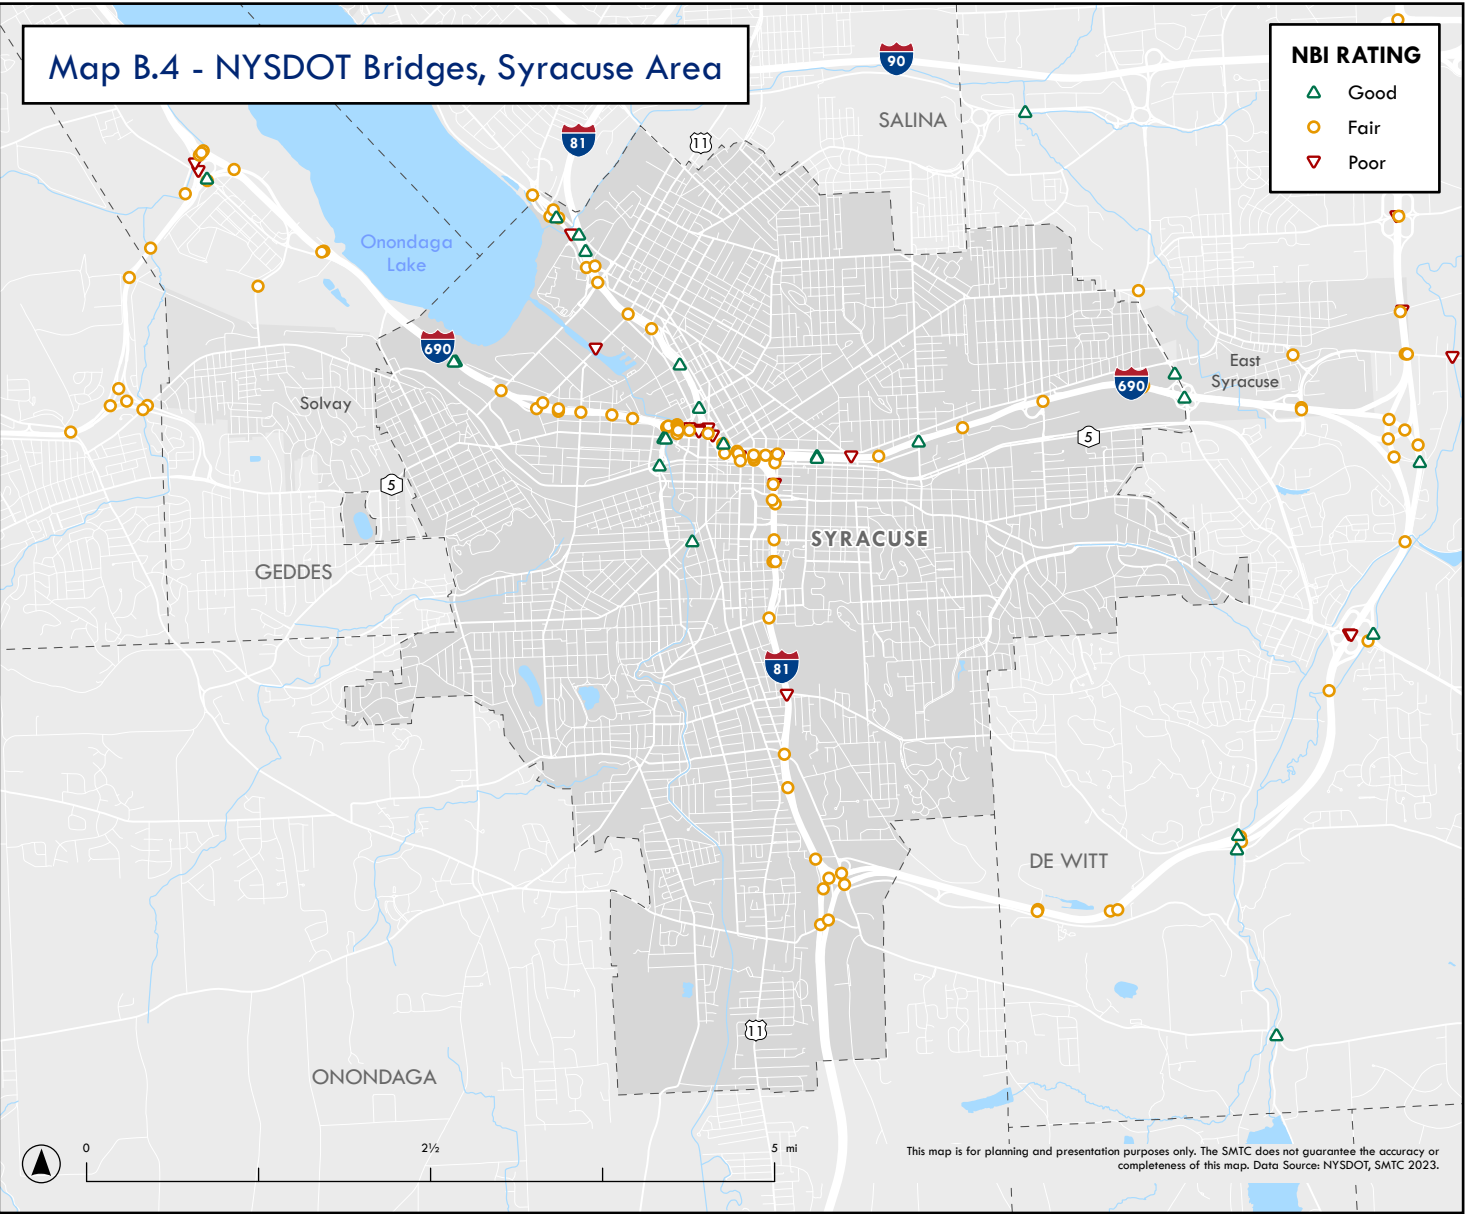 Map B.4 - NYSDOT Bridges, Syracuse Area
NBI RATING
Good
Fair
Poor
90
SALINA
81
11
Onondaga
Lake
690
East
Syracuse
690
Solvay
5
5
SYRACUSE
GEDDES
81
DE WITT
11
ONONDAGA
0
2½
5 mi
This map is for planning and presentation purposes only. The SMTC does not guarantee the accuracy or
completeness of this map. Data Source: NYSDOT, SMTC 2023.